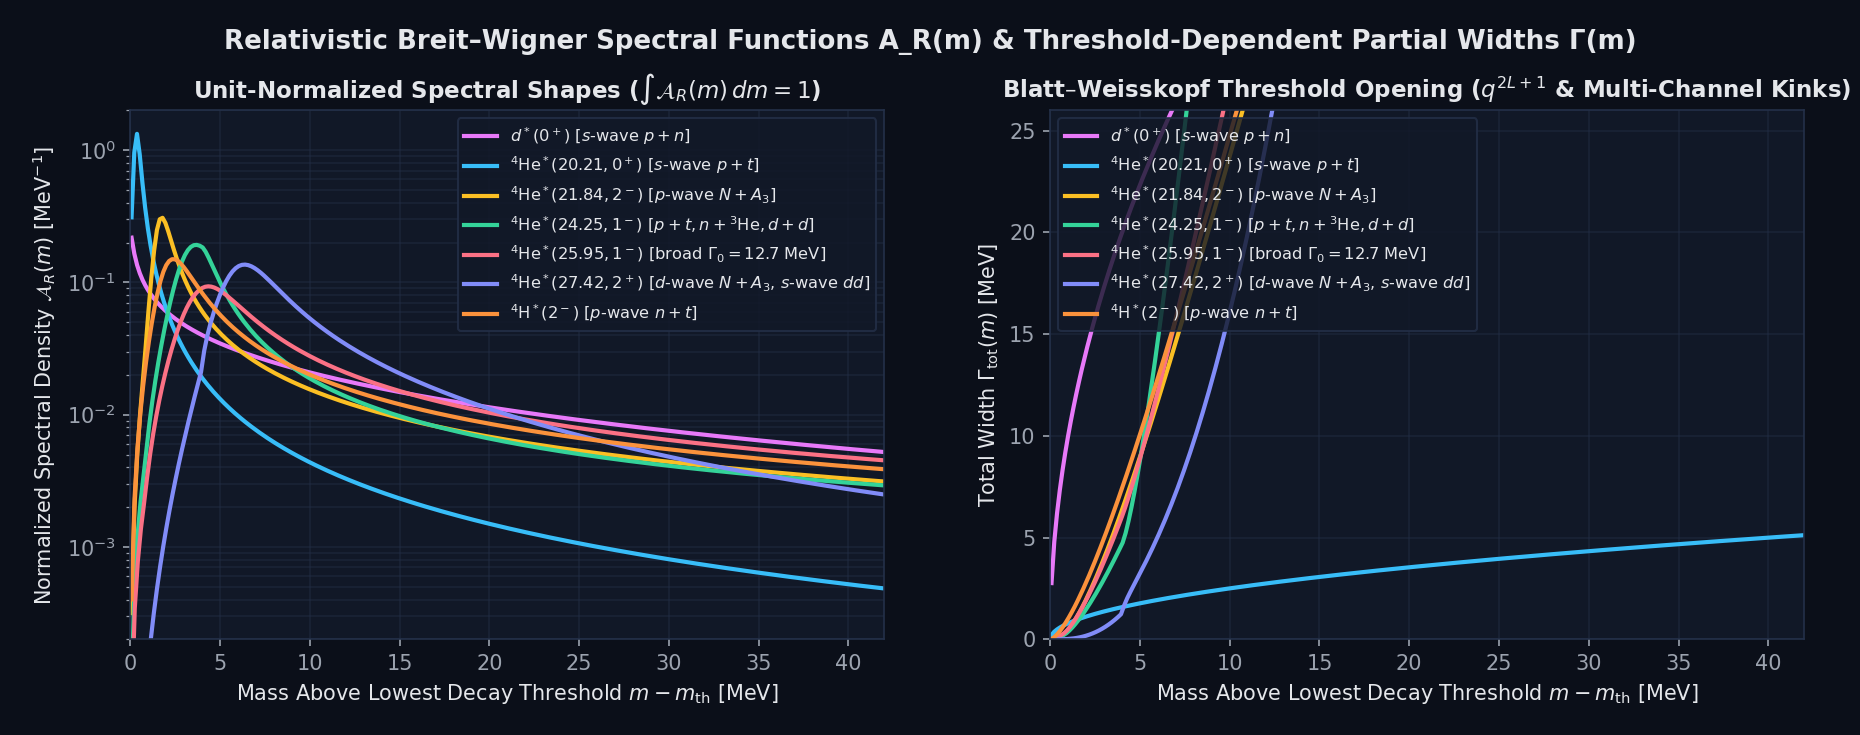 Relativistic Breit–Wigner Spectral Functions A_R(m) & Threshold-Dependent Partial Widths Γ(m)
Unit-Normalized Spectral Shapes (∫ 𝒜_R(m) dm = 1)
Normalized Spectral Density 𝒜_R(m) [MeV⁻¹]
10⁰
10⁻¹
10⁻²
10⁻³
d*(0⁺) [s-wave p + n]
⁴He*(20.21, 0⁺) [s-wave p + t]
⁴He*(21.84, 2⁻) [p-wave N + A₃]
⁴He*(24.25, 1⁻) [p + t, n + ³He, d + d]
⁴He*(25.95, 1⁻) [broad Γ₀ = 12.7 MeV]
⁴He*(27.42, 2⁺) [d-wave N + A₃, s-wave dd]
⁴H*(2⁻) [p-wave n + t]
0 5 10 15 20 25 30 35 40
Mass Above Lowest Decay Threshold m − m_th [MeV]
Blatt–Weisskopf Threshold Opening (q^{2L+1} & Multi-Channel Kinks)
Total Width Γ_tot(m) [MeV]
25
20
15
10
5
0
d*(0⁺) [s-wave p + n]
⁴He*(20.21, 0⁺) [s-wave p + t]
⁴He*(21.84, 2⁻) [p-wave N + A₃]
⁴He*(24.25, 1⁻) [p + t, n + ³He, d + d]
⁴He*(25.95, 1⁻) [broad Γ₀ = 12.7 MeV]
⁴He*(27.42, 2⁺) [d-wave N + A₃, s-wave dd]
⁴H*(2⁻) [p-wave n + t]
0 5 10 15 20 25 30 35 40
Mass Above Lowest Decay Threshold m − m_th [MeV]